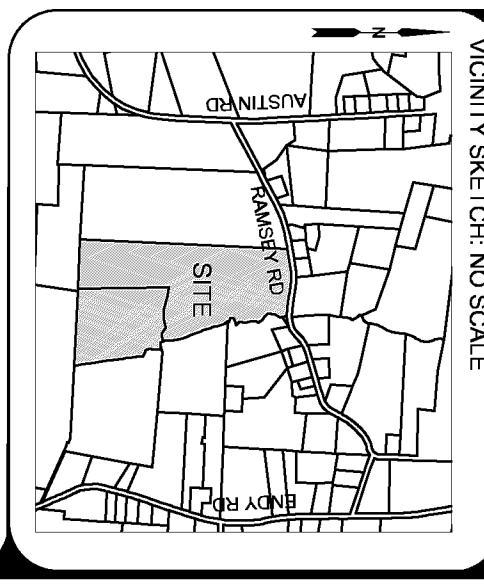 VICINITY SKETCH: NO SCALE
N
AUSTIN RD
RAMSEY RD
SITE
ENDY RD